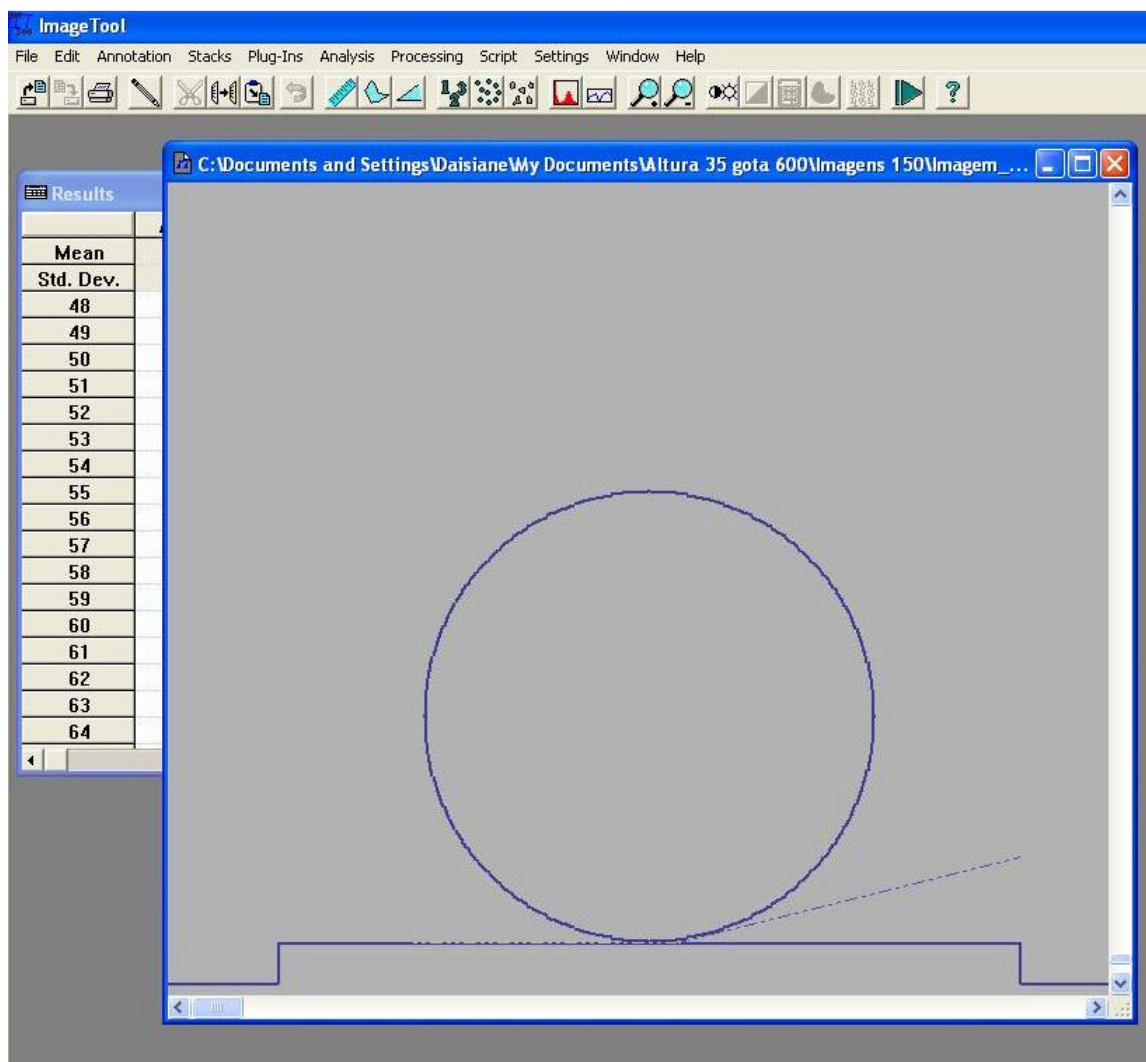 ImageTool
File Edit Annotation Stacks Plug-Ins Analysis Processing Script Settings Window Help
C:\Documents and Settings\Daisiane\My Documents\Altura 35 gota 600\Imagens 150\Imagem_...
Results
Mean
Std. Dev.
48
49
50
51
52
53
54
55
56
57
58
59
60
61
62
63
64